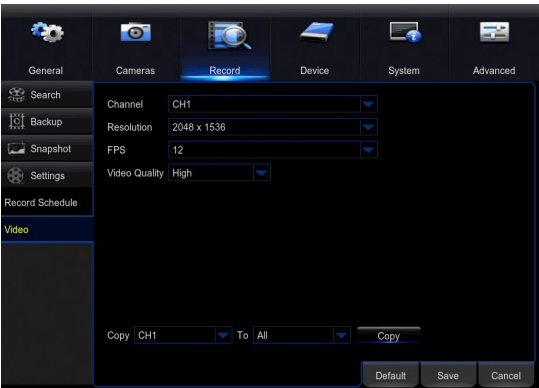 General Cameras Record Device System Advanced
Search
Backup
Snapshot
Settings
Record Schedule
Video
Channel CH1
Resolution 2048 x 1536
FPS 12
Video Quality High
Copy CH1 To All Copy
Default Save Cancel